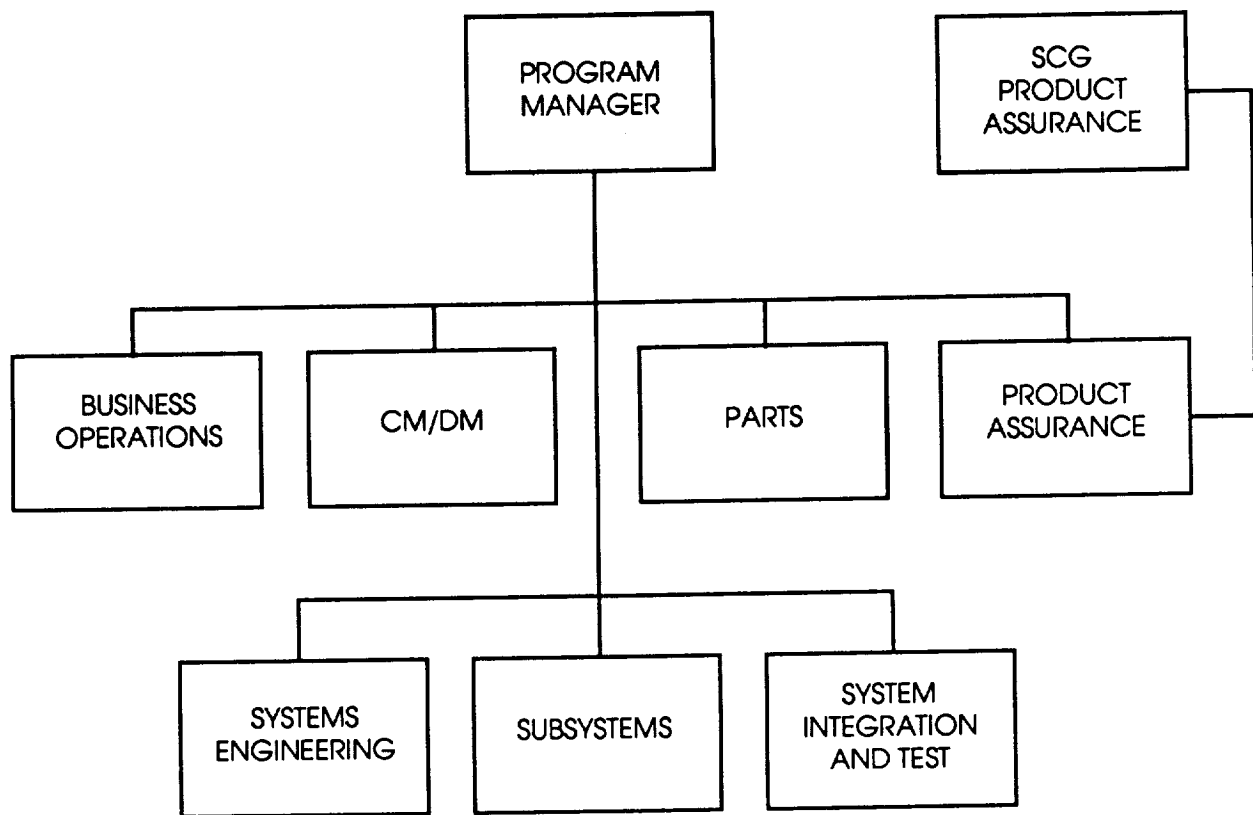 PROGRAM
MANAGER
SCG
PRODUCT
ASSURANCE
BUSINESS
OPERATIONS
CM/DM
PARTS
PRODUCT
ASSURANCE
SYSTEMS
ENGINEERING
SUBSYSTEMS
SYSTEM
INTEGRATION
AND TEST